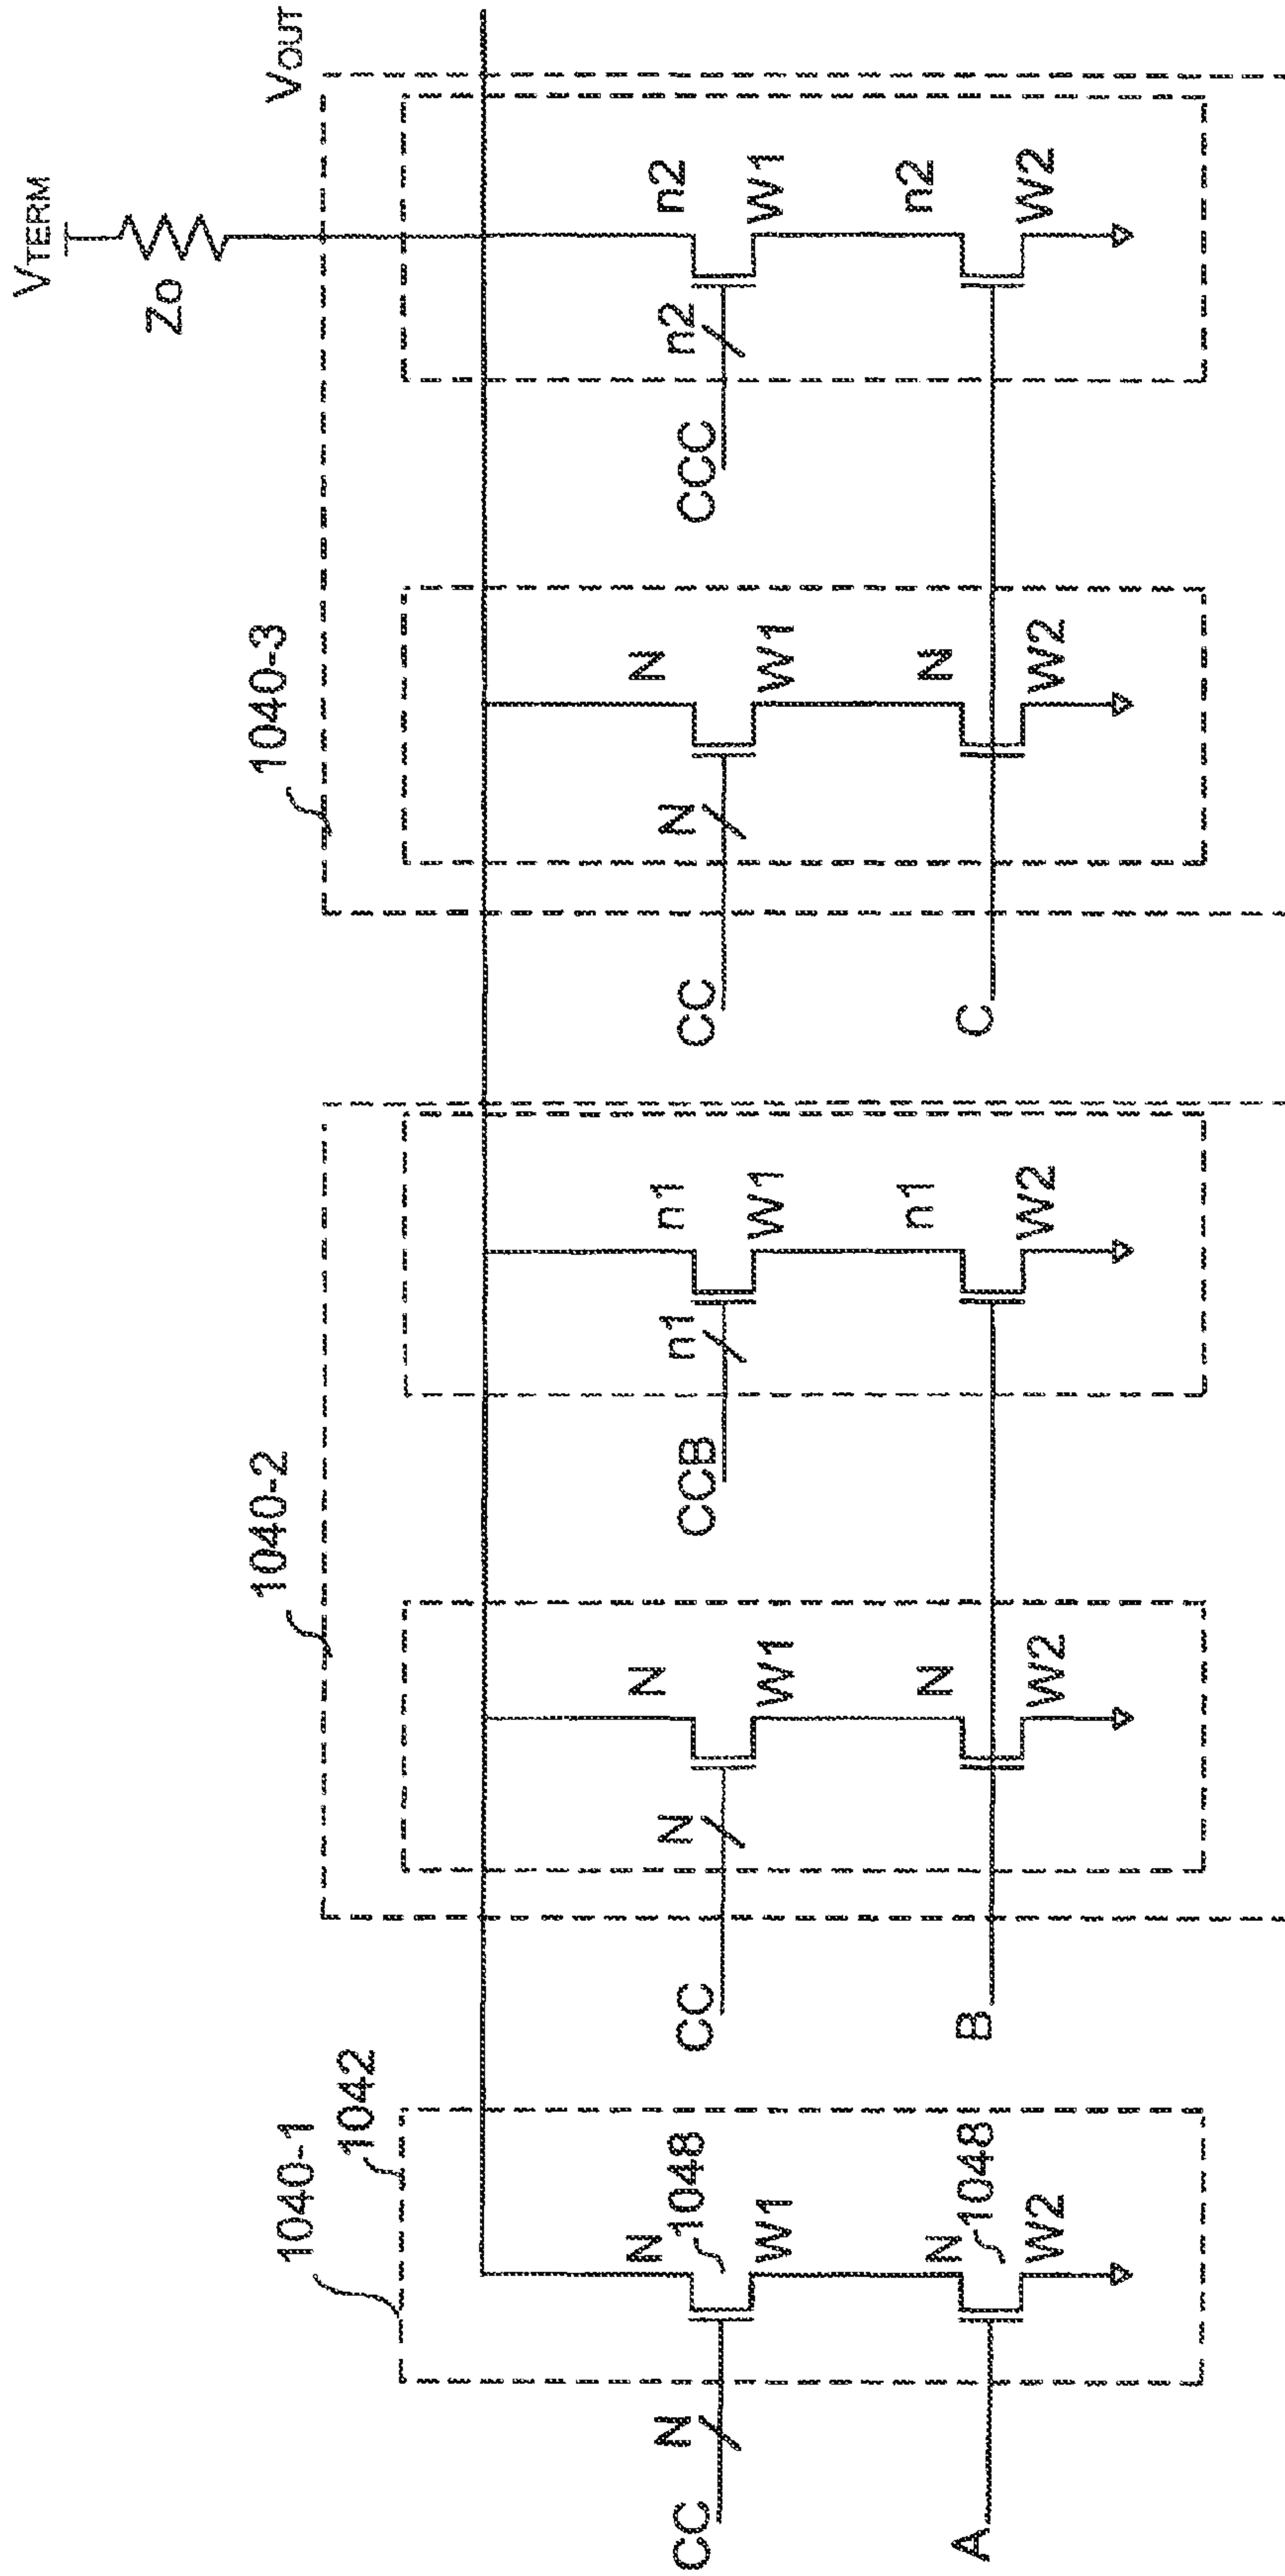 VTERM
Zo
1040-1
1040-2
1040-3
VOUT
1042
N
N
n1
N
n2
N
N
n1
N
n2
CC
1048
CC
CCB
CC
CCC
W1
W1
W1
W1
W1
N
N
n1
N
n2
1048
A
B
C
W2
W2
W2
W2
W2